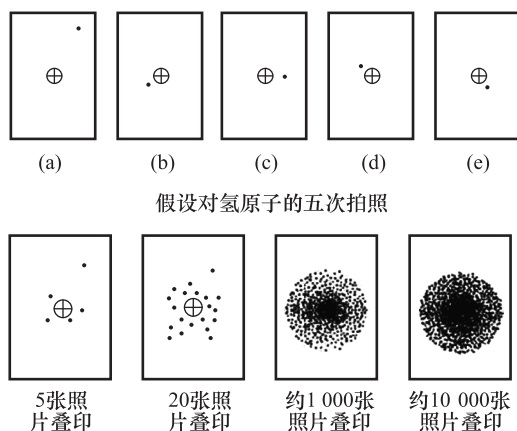 (a) (b) (c) (d) (e)
假设对氢原子的五次拍照
5张照 20张照 约1 000张 约10 000张
片叠印 片叠印 照片叠印 照片叠印